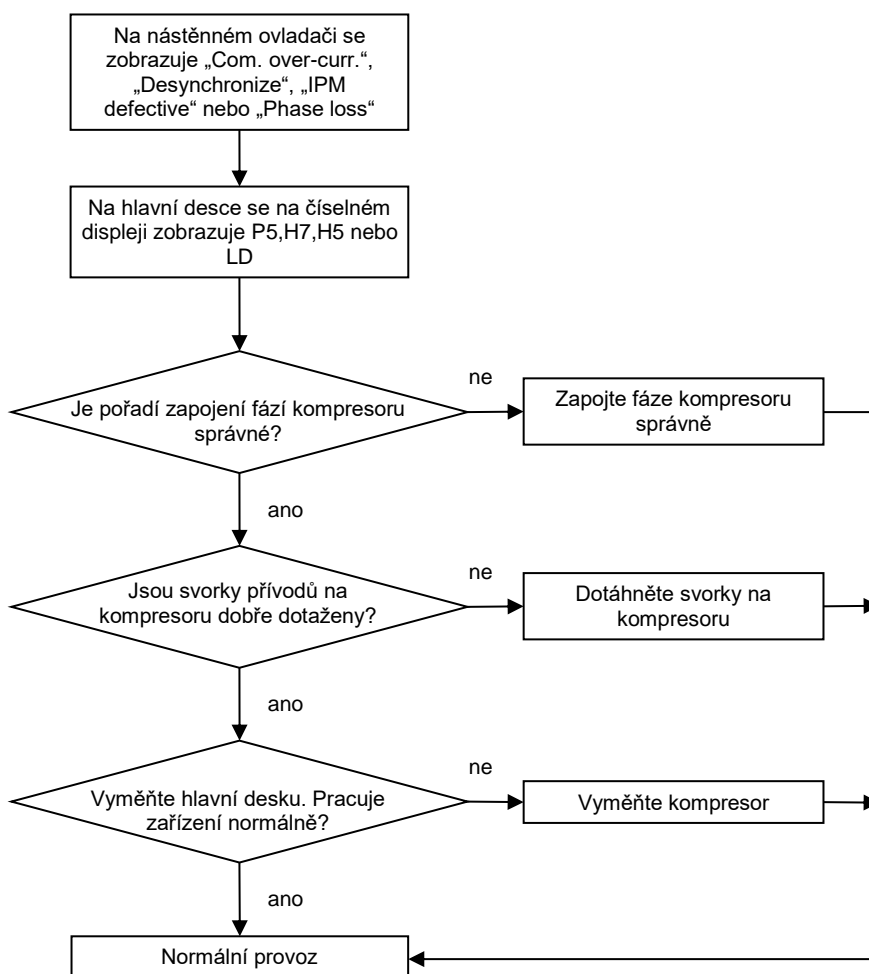 Na nástěnném ovladači se
zobrazuje „Com. over-curr.“,
„Desynchronize“, „IPM
defective“ nebo „Phase loss“
Na hlavní desce se na číselném
displeji zobrazuje P5,H7,H5 nebo
LD
Je pořadí zapojení fází kompresoru
správné?
ne
Zapojte fáze kompresoru
správně
ano
Jsou svorky přívodů na
kompresoru dobře dotaženy?
ne
Dotáhněte svorky na
kompresoru
ano
Vyměňte hlavní desku. Pracuje
zařízení normálně?
ne
Vyměňte kompresor
ano
Normální provoz